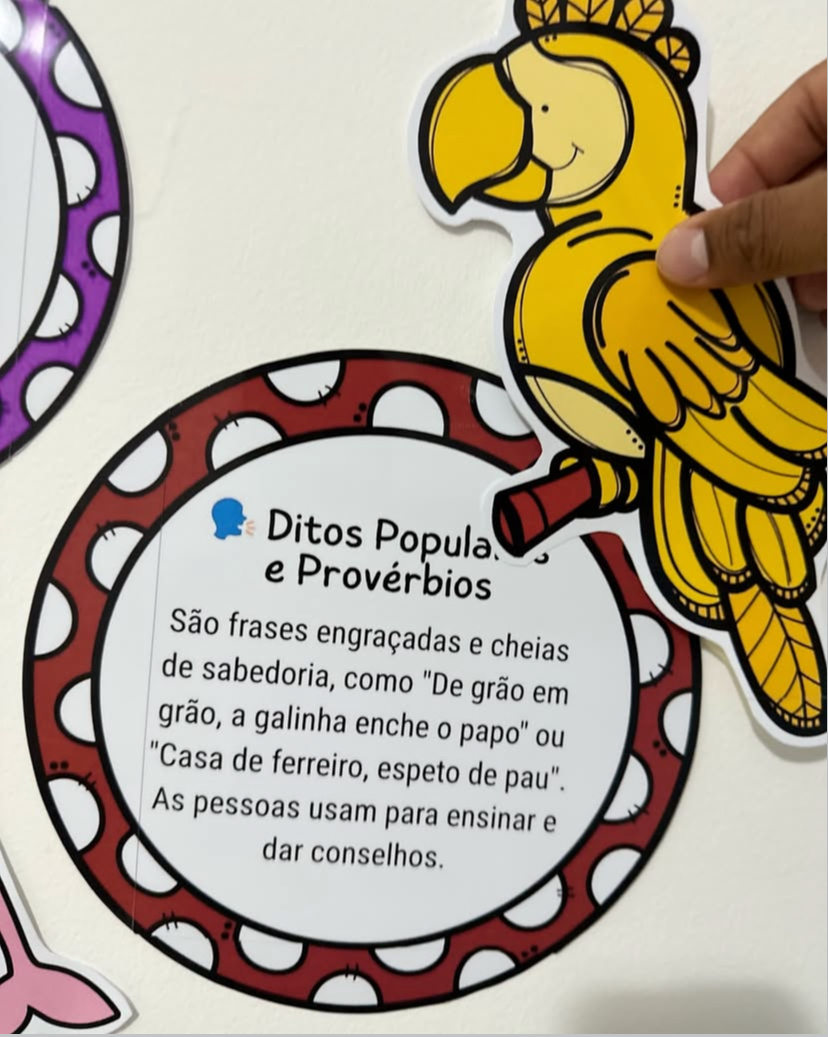 Ditos Popula
e Provérbios
São frases engraçadas e cheias
de sabedoria, como "De grão em
grão, a galinha enche o papo" ou
"Casa de ferreiro, espeto de pau".
As pessoas usam para ensinar e
dar conselhos.